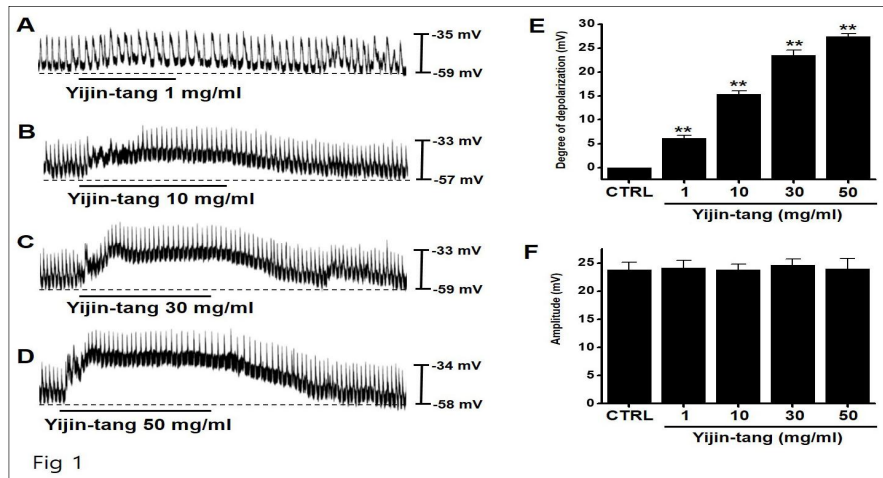 A
-35 mV
-59 mV
Yijin-tang 1 mg/ml
B
-33 mV
-57 mV
Yijin-tang 10 mg/ml
C
-33 mV
-59 mV
Yijin-tang 30 mg/ml
D
-34 mV
-58 mV
Yijin-tang 50 mg/ml
Fig 1
E
Degree of depolarization (mV)
30
25
20
15
10
5
0
**
**
**
**
CTRL 1 10 30 50
Yijin-tang (mg/ml)
F
Amplitude (mV)
25
20
15
10
5
0
CTRL 1 10 30 50
Yijin-tang (mg/ml)